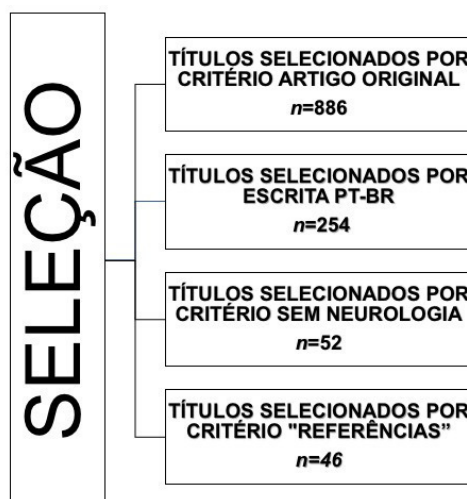 SELEÇÃO
TÍTULOS SELECIONADOS POR
CRITÉRIO ARTIGO ORIGINAL
n=886
TÍTULOS SELECIONADOS POR
ESCRITA PT-BR
n=254
TÍTULOS SELECIONADOS POR
CRITÉRIO SEM NEUROLOGIA
n=52
TÍTULOS SELECIONADOS POR
CRITÉRIO "REFERÊNCIAS”
n=46